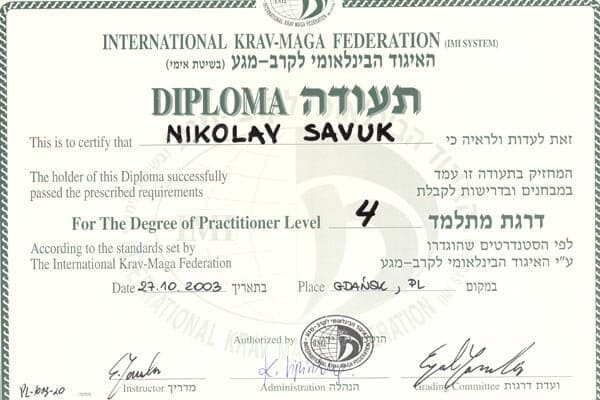 INTERNATIONAL KRAV-MAGA FEDERATION (IMI SYSTEM)
האיגוד הבינלאומי לקרב-מגע (בשיטת אימי)
DIPLOMA תעודה
This is to certify that NIKOLAY SAVUK זאת לעדות ולראיה כי
The holder of this Diploma successfully המחזיק בתעודה זו עמד
passed the prescribed requirements במבחנים ובדרישות לקבלת
For The Degree of Practitioner Level 4 דרגת מתלמד
According to the standards set by לפי הסטנדרטים שהוגדרו
The International Krav-Maga Federation ע״י האיגוד הבינלאומי לקרב-מגע
Date 27.10.2003 בתאריך Place GDAŃSK, PL במקום
Authorized by
Instructor מדריך Administration הנהלה Grading Committee ועדת דרגות